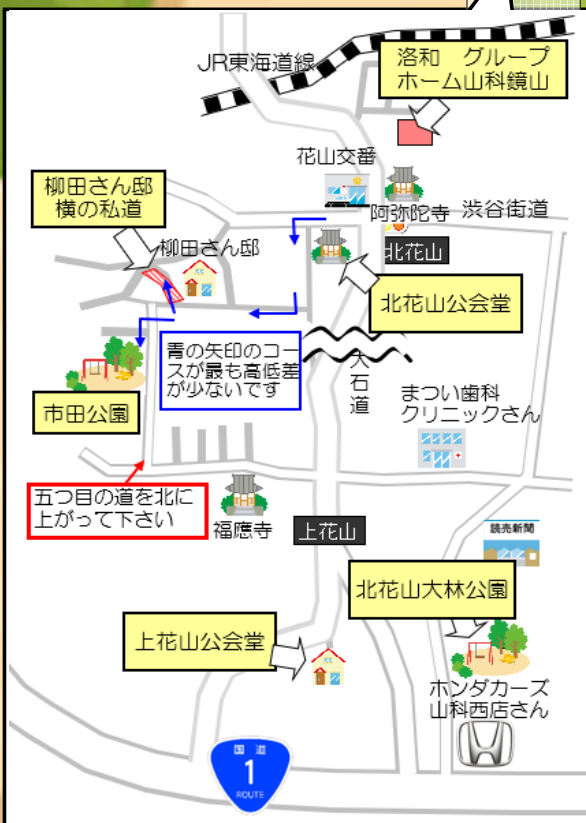 JR東海道線
洛和 グループ
ホーム山科鏡山
花山交番
柳田さん邸
横の私道
阿弥陀寺
渋谷街道
柳田さん邸
北花山
北花山公会堂
青の矢印のコー
スが最も高低差
が少ないです
大石道
市田公園
まつい歯科
クリニックさん
五つ目の道を北に
上がって下さい
福應寺
上花山
読売新聞
北花山大林公園
上花山公会堂
ホンダカーズ
山科西店さん
国道
1
ROUTE